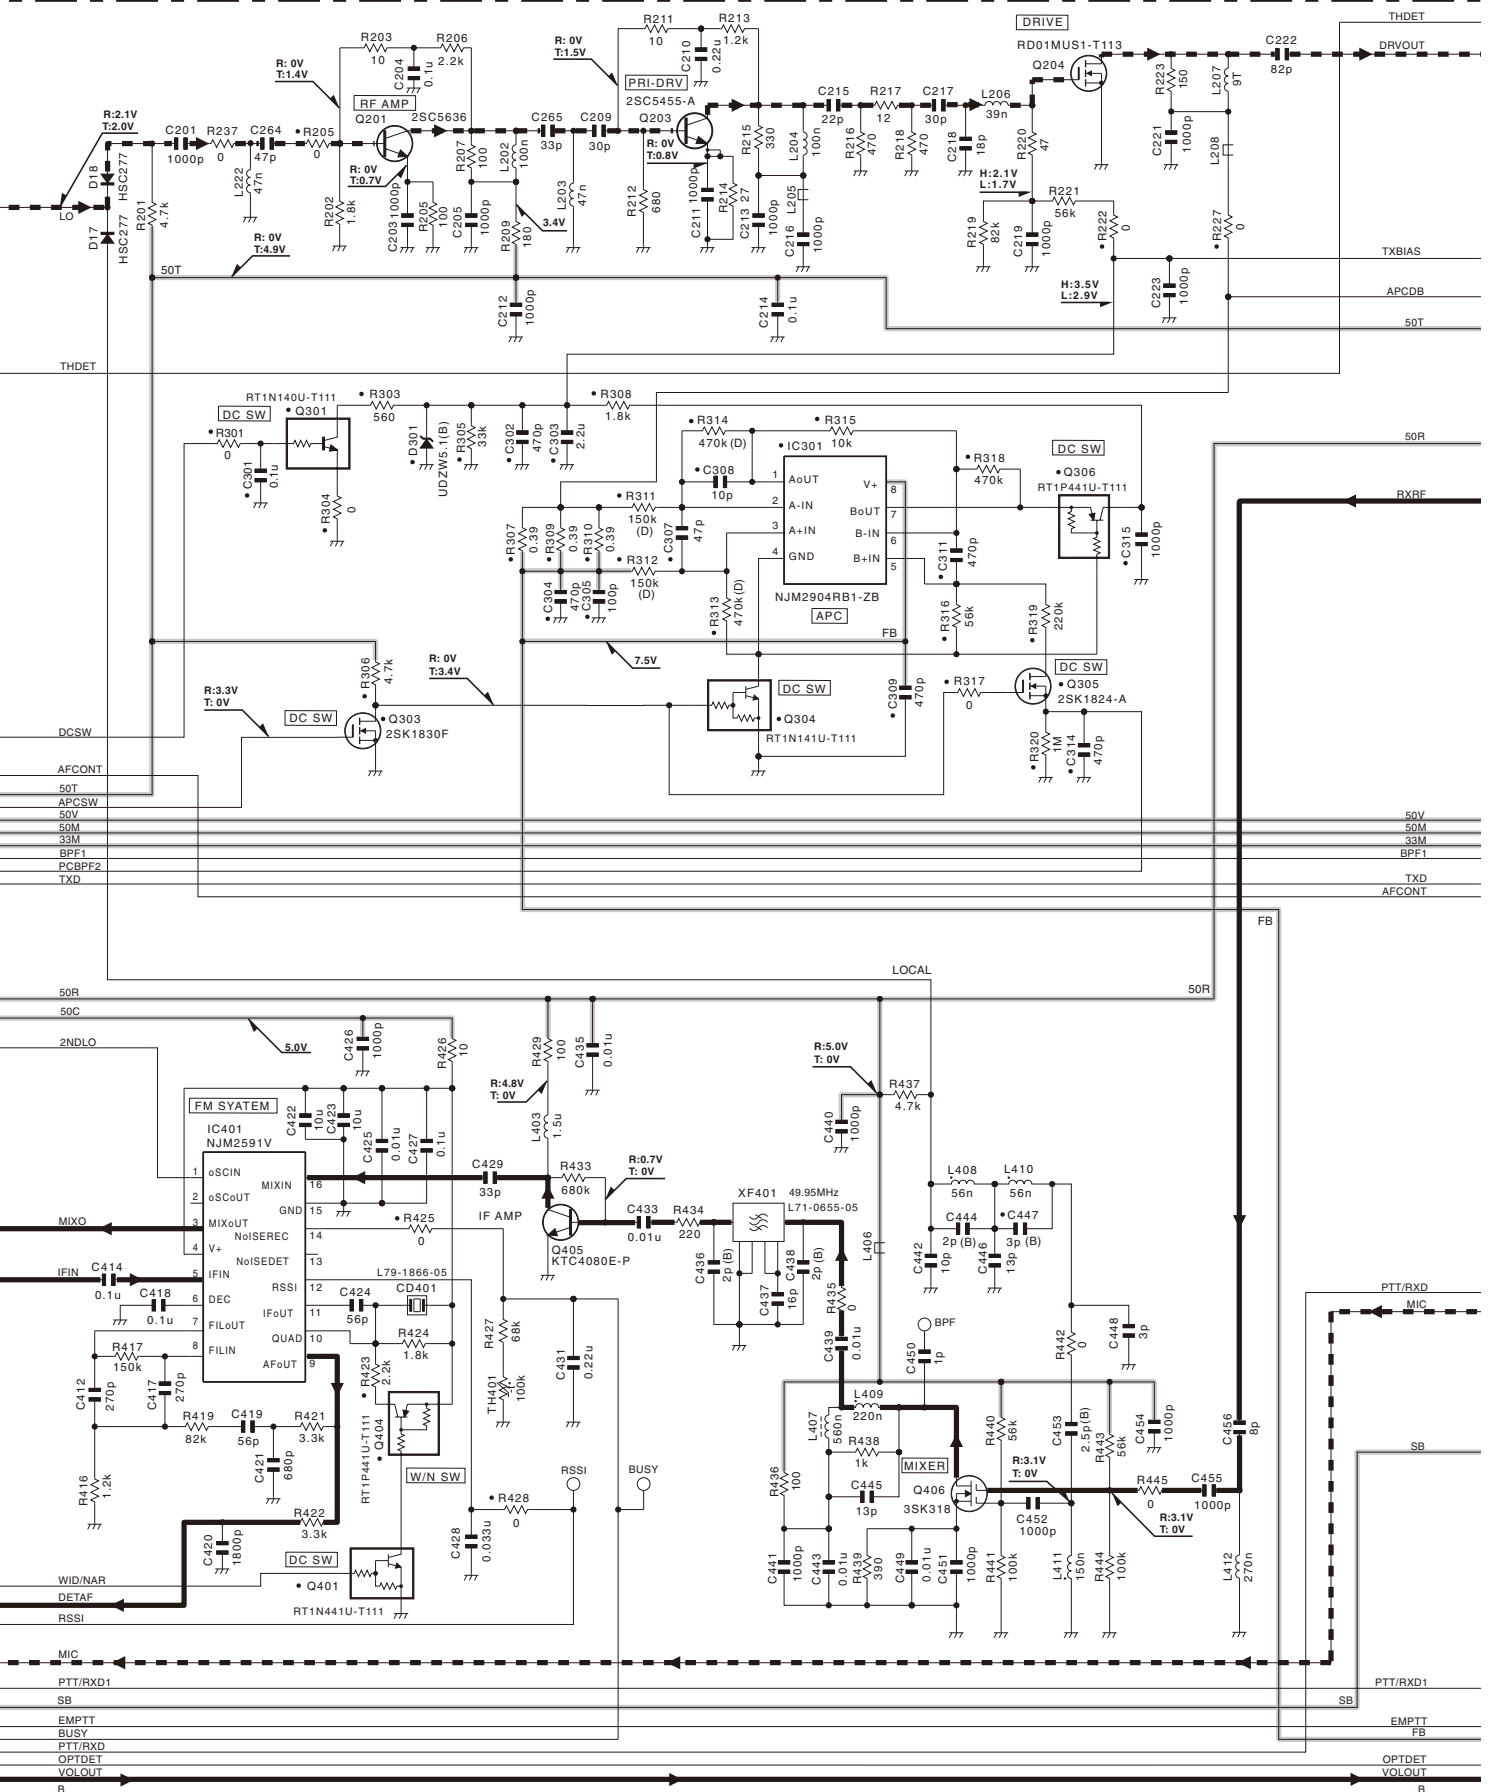 DRIVE
THDET
RD01MUS1-T113
DRVOUT
R203
10
R206
2.2k
C204
0.1u
R: 0V
T:1.4V
RF AMP
Q201
2SC5636
R211
10
R213
1.2k
C210
0.22u
R: 0V
T:1.5V
PRI-DRV
2SC5455-A
Q203
Q204
R223
150
L207
9T
C222
82p
R:2.1V
T:2.0V
C201
1000p
R237
0
C264
47p
• R205
0
C265
33p
C209
30p
C215
22p
R217
12
C217
30p
L206
39n
D18
HSC277
D17
HSC277
LO
R201
4.7k
L222
47n
R202
1.8k
R: 0V
T:0.7V
R207
100
L202
100n
C203
1000p
R205
100
C205
1000p
R209
180
3.4V
L203
47n
R212
680
R: 0V
T:0.8V
C211
1000p
R214
27
R215
330
L204
100n
L205
C213
1000p
C216
1000p
R216
470
R218
470
C218
18p
R220
47
H:2.1V
L:1.7V
R219
82k
C219
1000p
R221
56k
R222
0
C221
1000p
L208
• R227
0
R: 0V
T:4.9V
50T
C212
1000p
C214
0.1u
H:3.5V
L:2.9V
C223
1000p
TXBIAS
APCDB
50T
THDET
RT1N140U-T111
DC SW
• Q301
• R301
0
• C301
0.1u
• R303
560
• R304
0
• D301
UDZW5.1(B)
• R305
33k
• C302
470p
• C303
2.2u
• R308
1.8k
• R314
470k(D)
• R315
10k
• IC301
• C308
10p
1
AoUT
2
A-IN
3
A+IN
4
GND
V+
8
BoUT
7
B-IN
6
B+IN
5
NJM2904RB1-ZB
APC
• R307
0.39
• R309
0.39
• R310
0.39
• R311
150k
(D)
• R312
150k
(D)
• C304
470p
• C305
100p
C307
47p
• R313
470k(D)
• C311
470p
• R318
470k
DC SW
• Q306
RT1P441U-T111
• C315
1000p
• R316
56k
• R319
220k
50R
RXRF
FB
7.5V
• R306
4.7k
R: 0V
T:3.4V
R:3.3V
T: 0V
DC SW
• Q303
2SK1830F
DC SW
• Q304
RT1N141U-T111
• C309
470p
• R317
0
DC SW
• Q305
2SK1824-A
• R320
1M
• C314
470p
DCSW
AFCONT
50T
APCSW
50V
50M
33M
BPF1
PCBPF2
TXD
50V
50M
33M
BPF1
TXD
AFCONT
FB
LOCAL
50R
50R
50C
5.0V
2NDLO
C426
1000p
R426
10
R429
100
C435
0.01u
R:4.8V
T: 0V
L403
1.5u
R:5.0V
T: 0V
R437
4.7k
C440
1000p
FM SYATEM
IC401
NJM2591V
C422
10u
C423
10u
C425
0.01u
C427
0.1u
1
oSCIN
2
oSCoUT
3
MIXoUT
4
V+
5
IFIN
6
DEC
7
FILoUT
8
FILIN
MIXIN
16
GND
15
NoISEREC
14
NoISEDET
13
RSSI
12
IFoUT
11
QUAD
10
AFoUT
9
MIXO
IFIN
C414
0.1u
C418
0.1u
R417
150k
C412
270p
C417
270p
R419
82k
C419
56p
R421
3.3k
C421
680p
R416
1.2k
R422
3.3k
C420
1800p
• R425
0
L79-1866-05
C424
56p
CD401
R424
1.8k
• R423
2.2k
RT1P441U-T111
• Q404
W/N SW
DC SW
• Q401
RT1N441U-T111
C429
33p
R433
680k
IF AMP
R:0.7V
T: 0V
Q405
KTC4080E-P
C433
0.01u
R434
220
XF401
49.95MHz
L71-0655-05
C436
2p(B)
C437
16p
C438
2p(B)
R427
68k
TH401
100k
C431
0.22u
RSSI
BUSY
• R428
0
C428
0.033u
R435
0
C439
0.01u
L406
L408
56n
L410
56n
C444
2p(B)
• C447
3p(B)
C442
10p
C446
13p
BPF
C450
1p
R442
0
C448
3p
L409
220n
L407
560n
R438
1k
C445
13p
R436
100
MIXER
Q406
3SK318
R440
56k
C453
2.5p(B)
R443
56k
C454
1000p
R:3.1V
T: 0V
C452
1000p
R445
0
C455
1000p
R:3.1V
T: 0V
C456
8p
L412
270n
C441
1000p
C443
0.01u
R439
390
C449
0.01u
C451
1000p
R441
100k
L411
150n
R444
100k
PTT/RXD
MIC
SB
WID/NAR
DETAF
RSSI
MIC
PTT/RXD1
SB
EMPTT
BUSY
PTT/RXD
OPTDET
VOLOUT
B
SB
PTT/RXD1
EMPTT
FB
OPTDET
VOLOUT
B